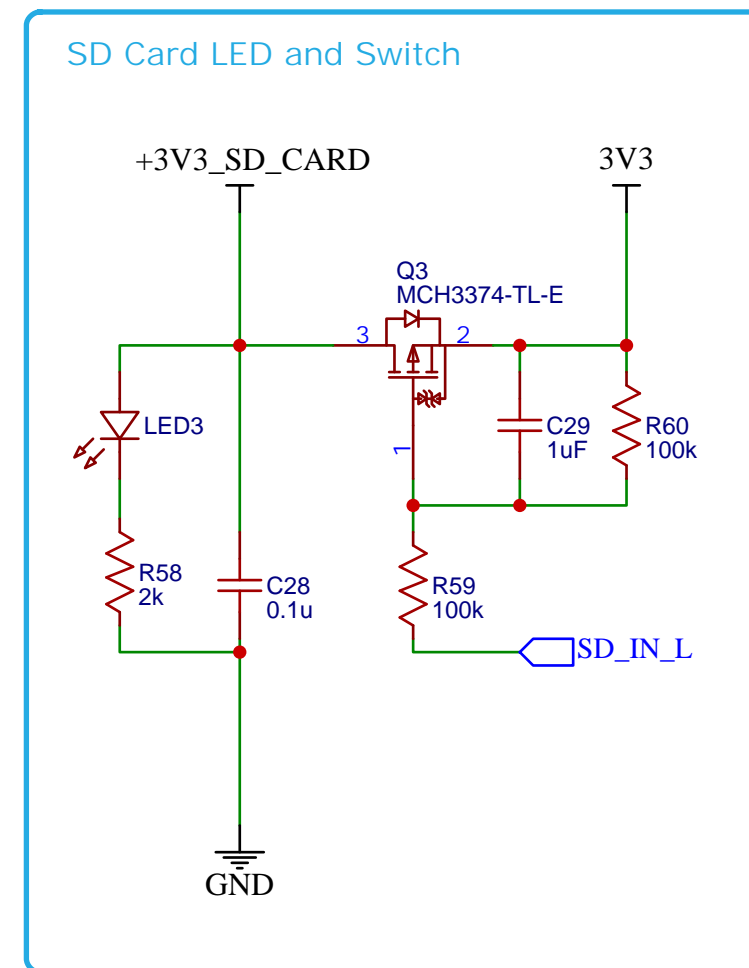 SD Card LED and Switch
+3V3_SD_CARD
3V3
Q3
MCH3374-TL-E
3
2
1
LED3
C29
1uF
R60
100k
R58
2k
C28
0.1u
R59
100k
SD_IN_L
GND